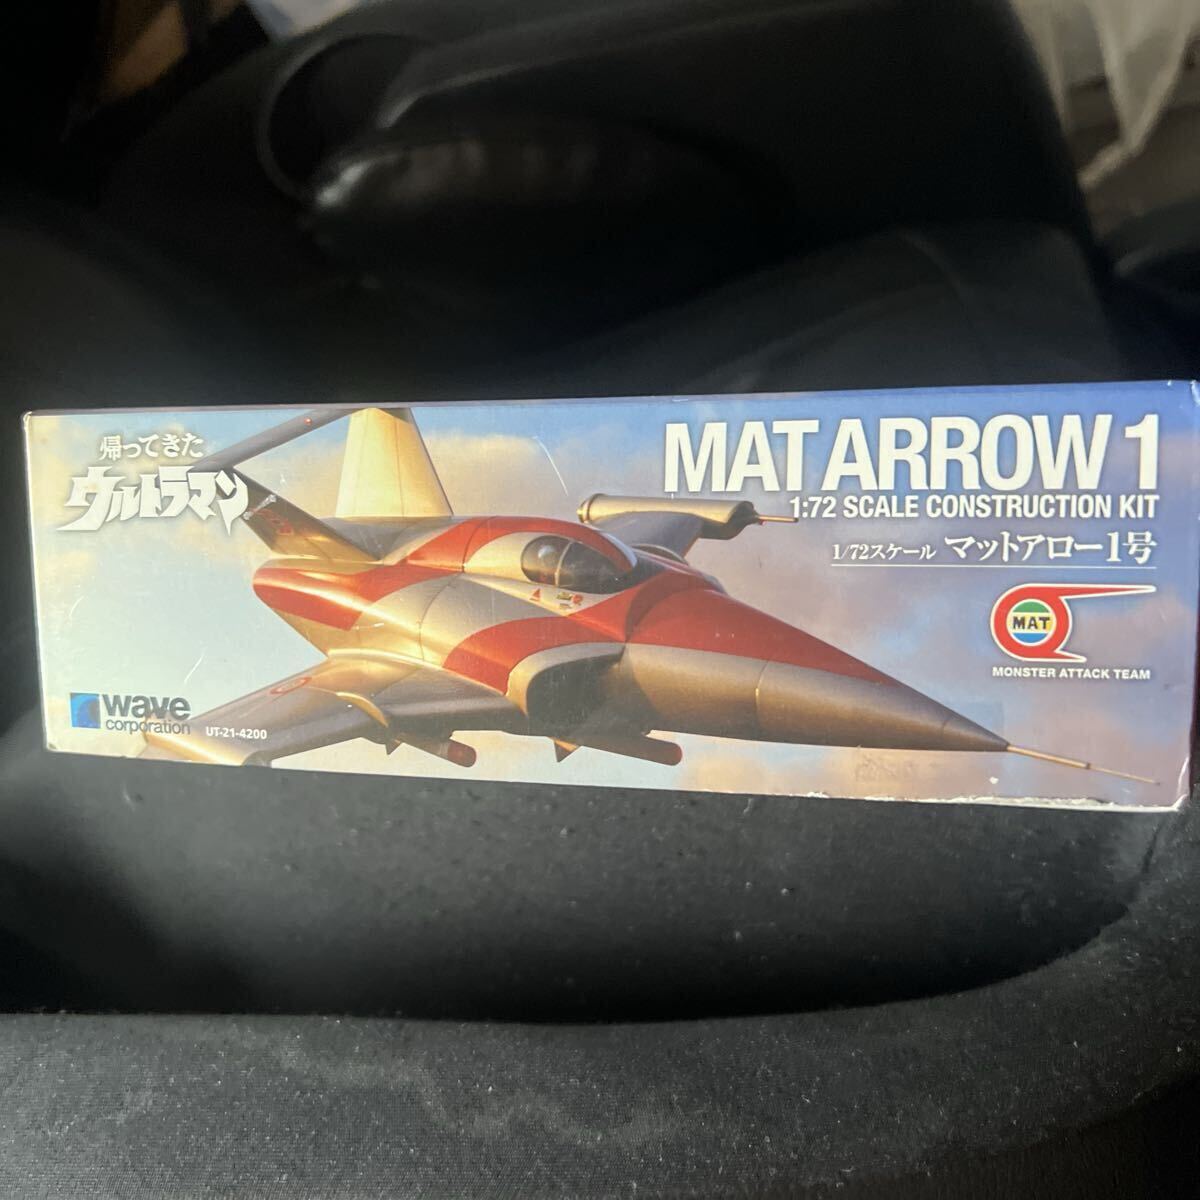 帰ってきた
ウルトラマン
MAT ARROW 1
1:72 SCALE CONSTRUCTION KIT
1/72スケール マットアロー1号
MAT
MONSTER ATTACK TEAM
wave
corporation
UT-21-4200